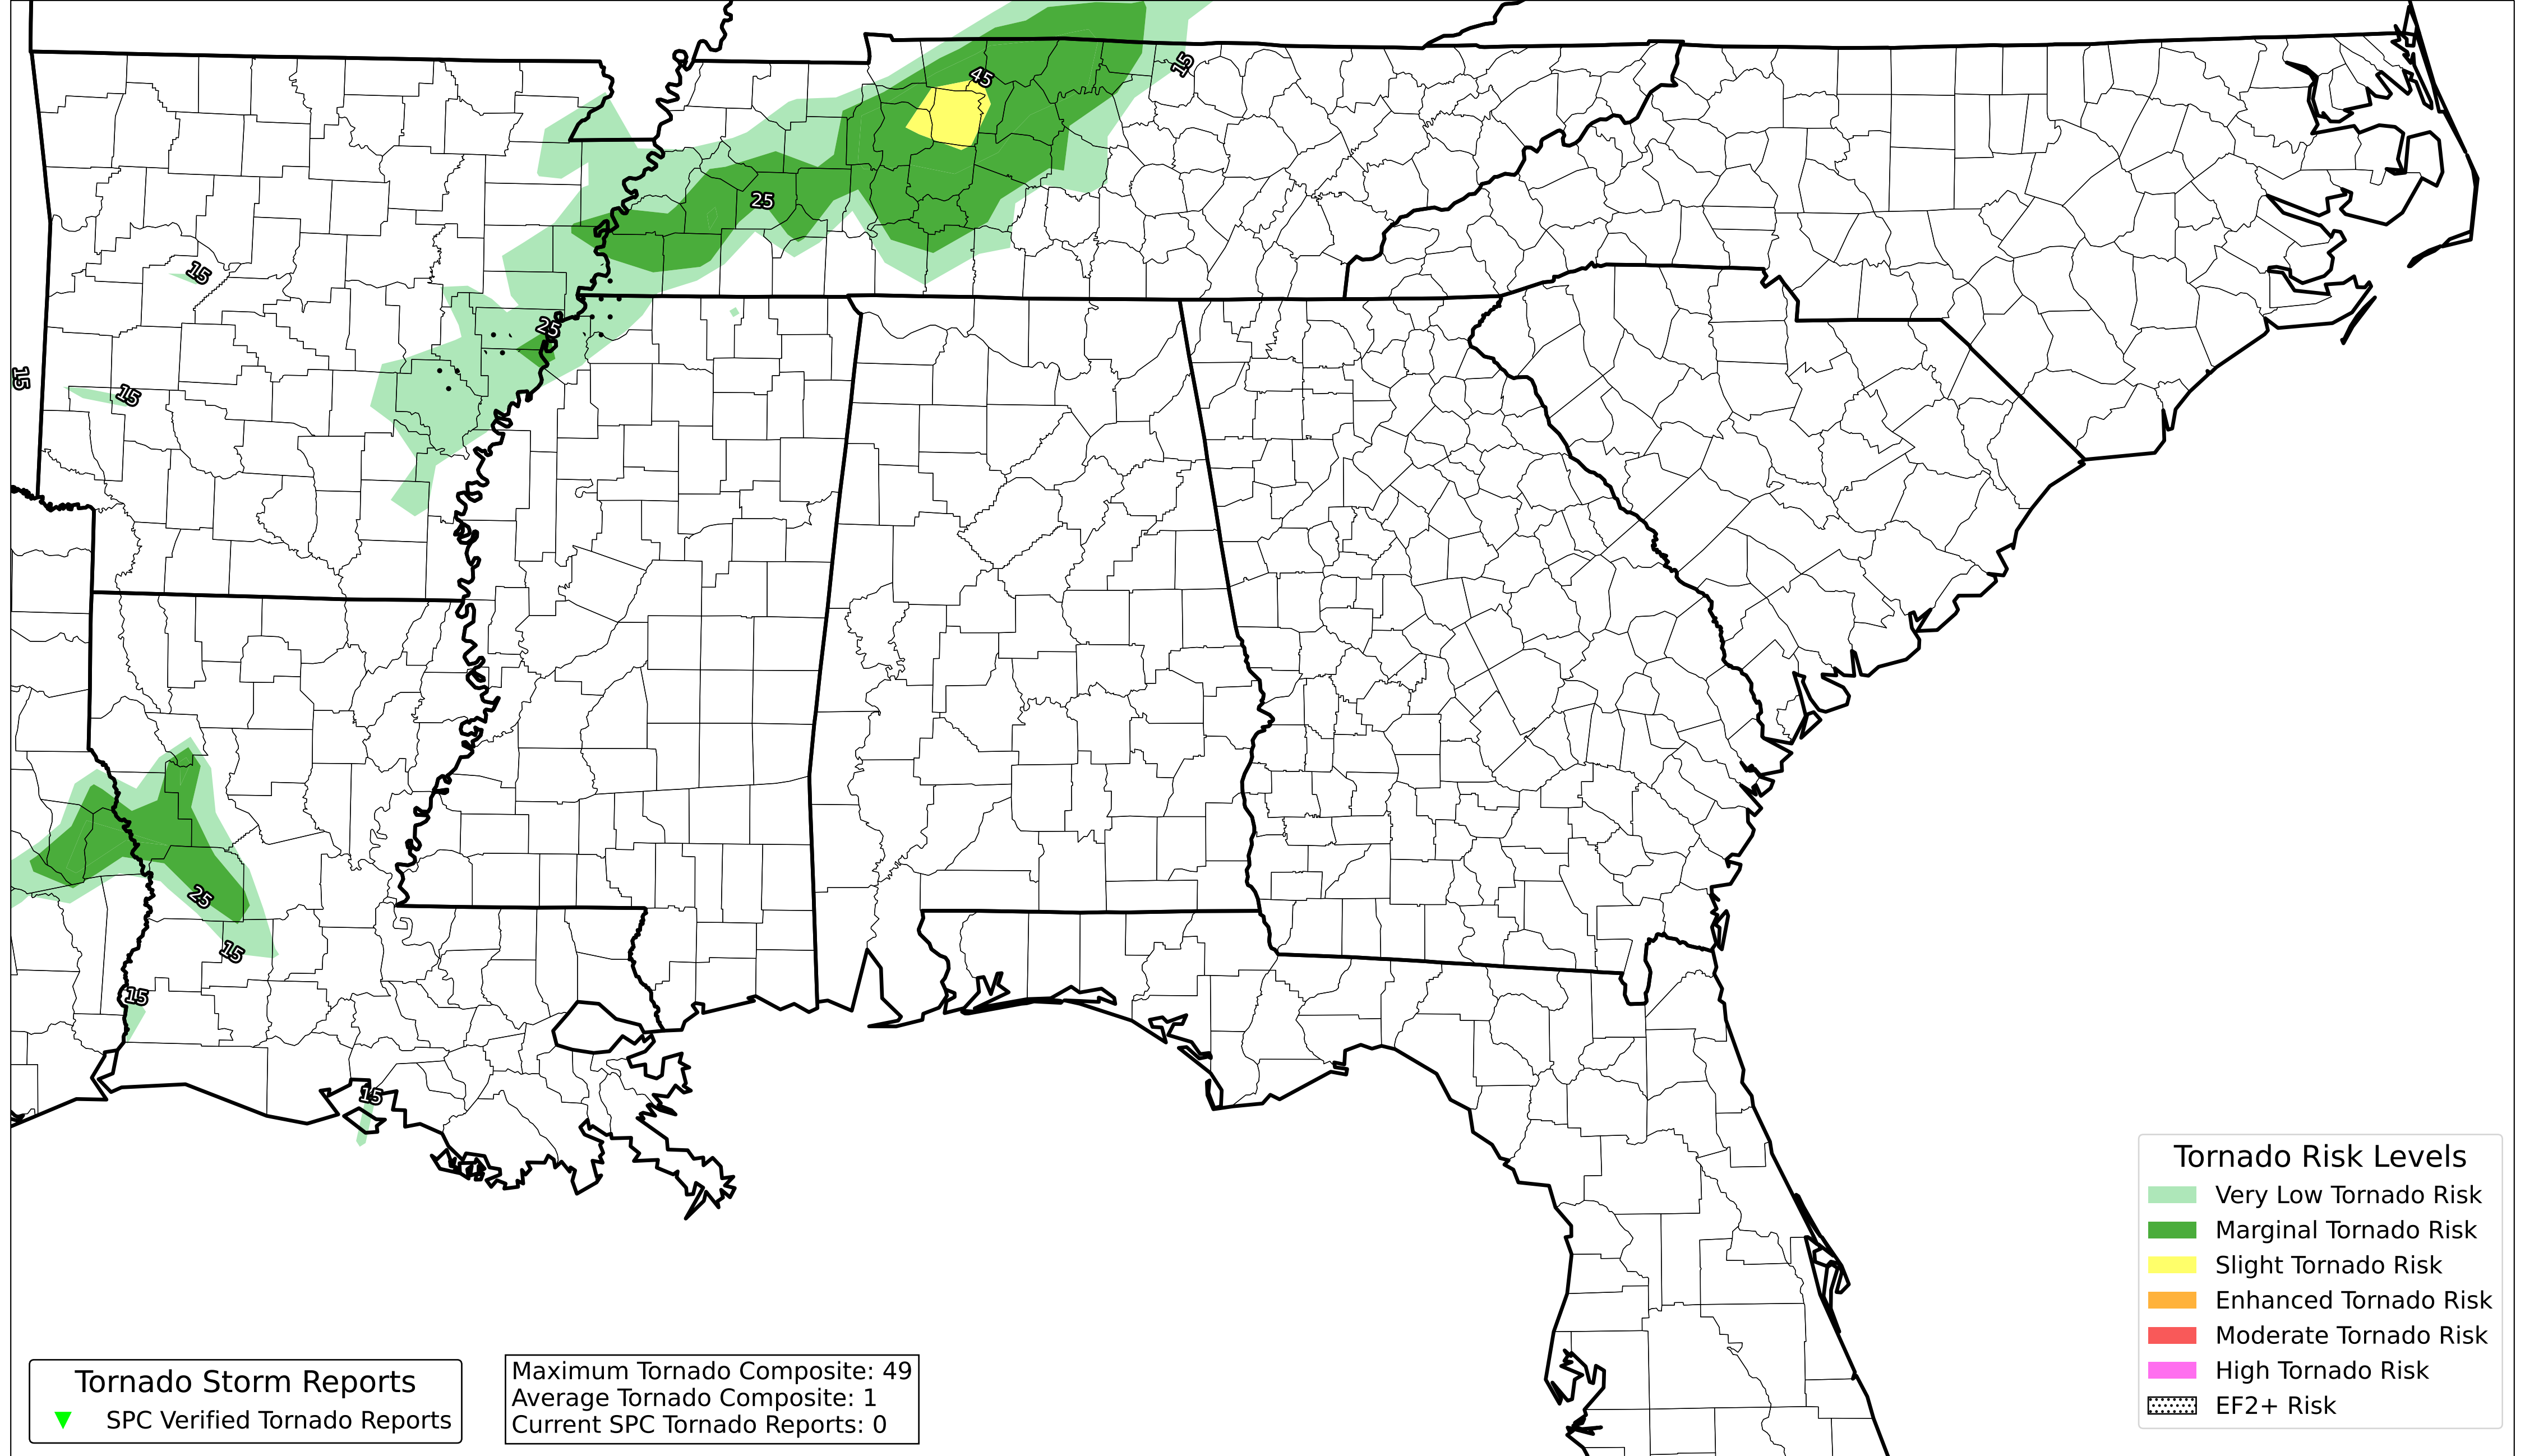 45
15
25
15
25
15
15
25
15
15
15
Tornado Risk Levels
Very Low Tornado Risk
Marginal Tornado Risk
Slight Tornado Risk
Enhanced Tornado Risk
Moderate Tornado Risk
High Tornado Risk
EF2+ Risk
Tornado Storm Reports
SPC Verified Tornado Reports
Maximum Tornado Composite: 49
Average Tornado Composite: 1
Current SPC Tornado Reports: 0